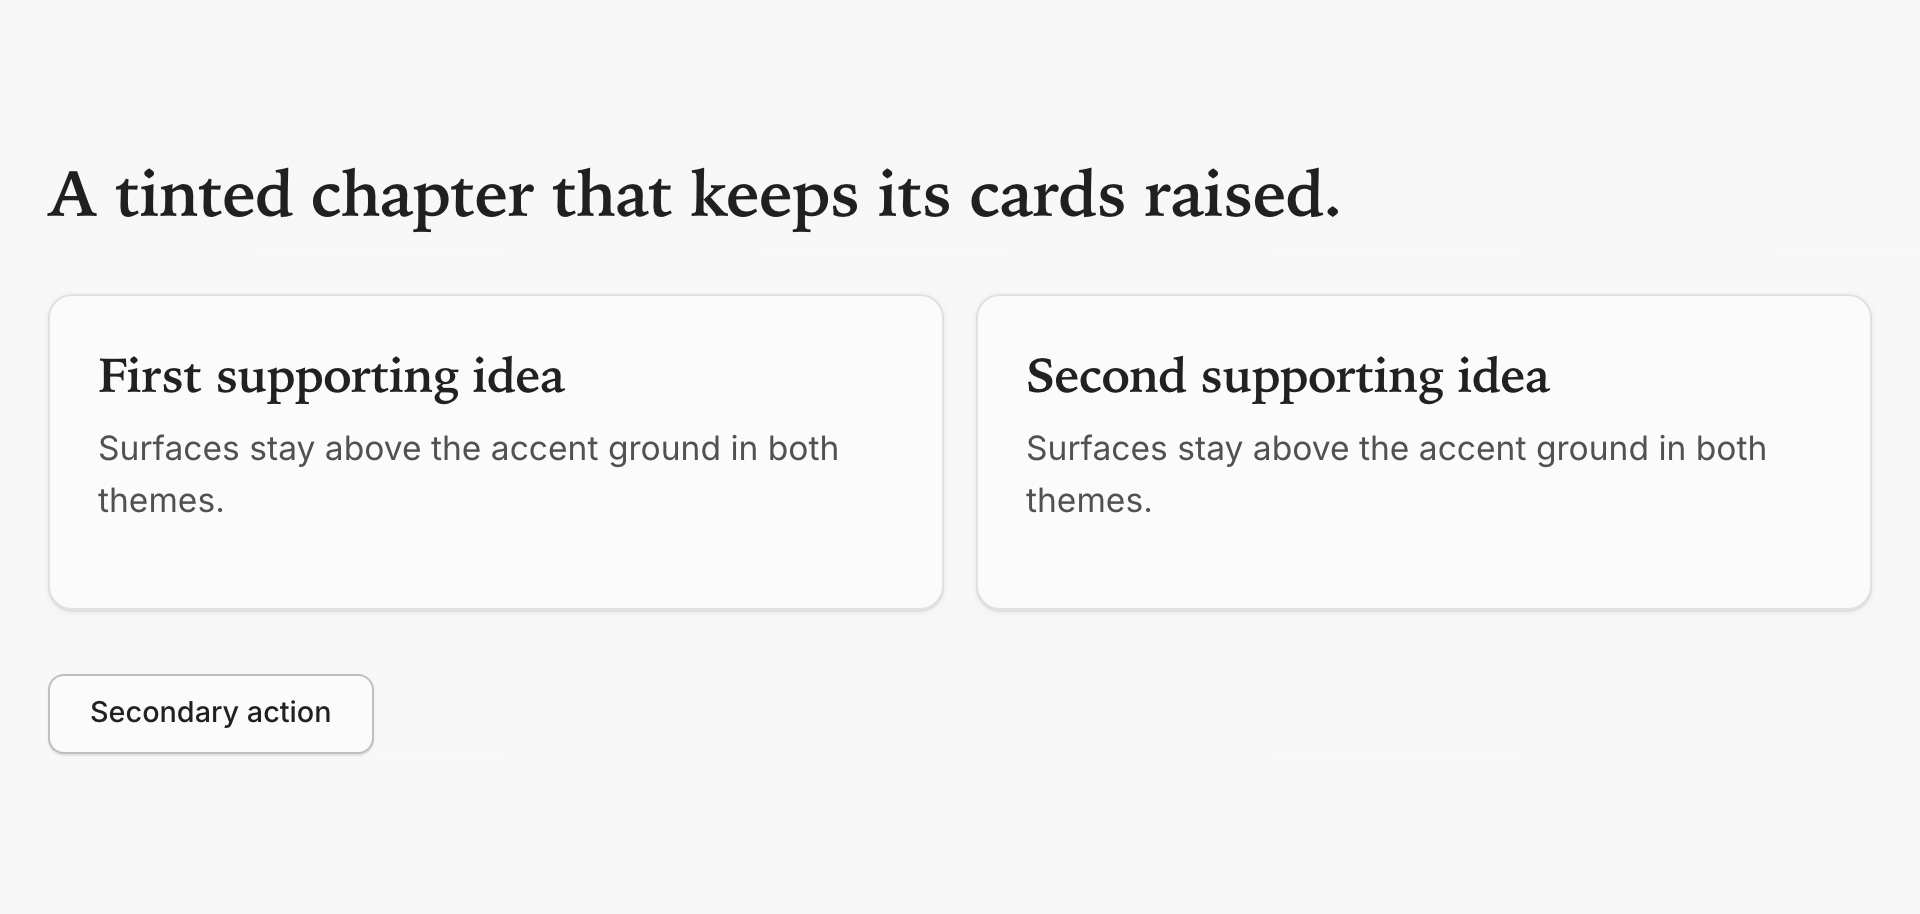 A tinted chapter that keeps its cards raised.
First supporting idea
Surfaces stay above the accent ground in both
themes.
Second supporting idea
Surfaces stay above the accent ground in both
themes.
Secondary action